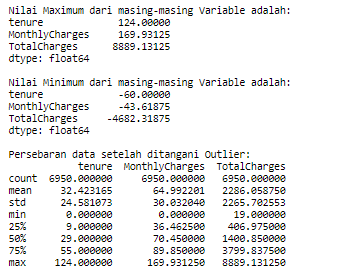 Nilai Maximum dari masing-masing Variable adalah:
tenure 124.00000
MonthlyCharges 169.93125
TotalCharges 8889.13125
dtype: float64
Nilai Minimum dari masing-masing Variable adalah:
tenure -60.00000
MonthlyCharges -43.61875
TotalCharges -4682.31875
dtype: float64
Persebaran data setelah ditangani Outlier:
tenure MonthlyCharges TotalCharges
count 6950.000000 6950.000000 6950.000000
mean 32.423165 64.992201 2286.058750
std 24.581073 30.032040 2265.702553
min 0.000000 0.000000 19.000000
25% 9.000000 36.462500 406.975000
50% 29.000000 70.450000 1400.850000
75% 55.000000 89.850000 3799.837500
max 124.000000 169.931250 8889.131250